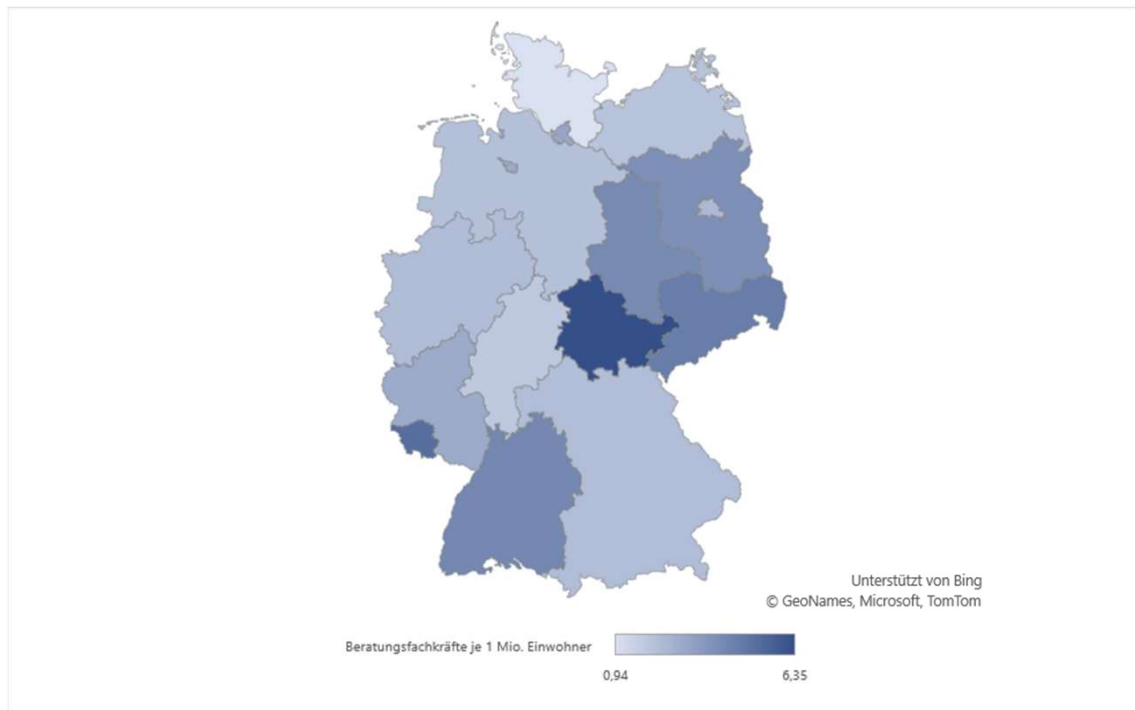 Unterstützt von Bing
© GeoNames, Microsoft, TomTom
Beratungsfachkräfte je 1 Mio. Einwohner
0,94 6,35